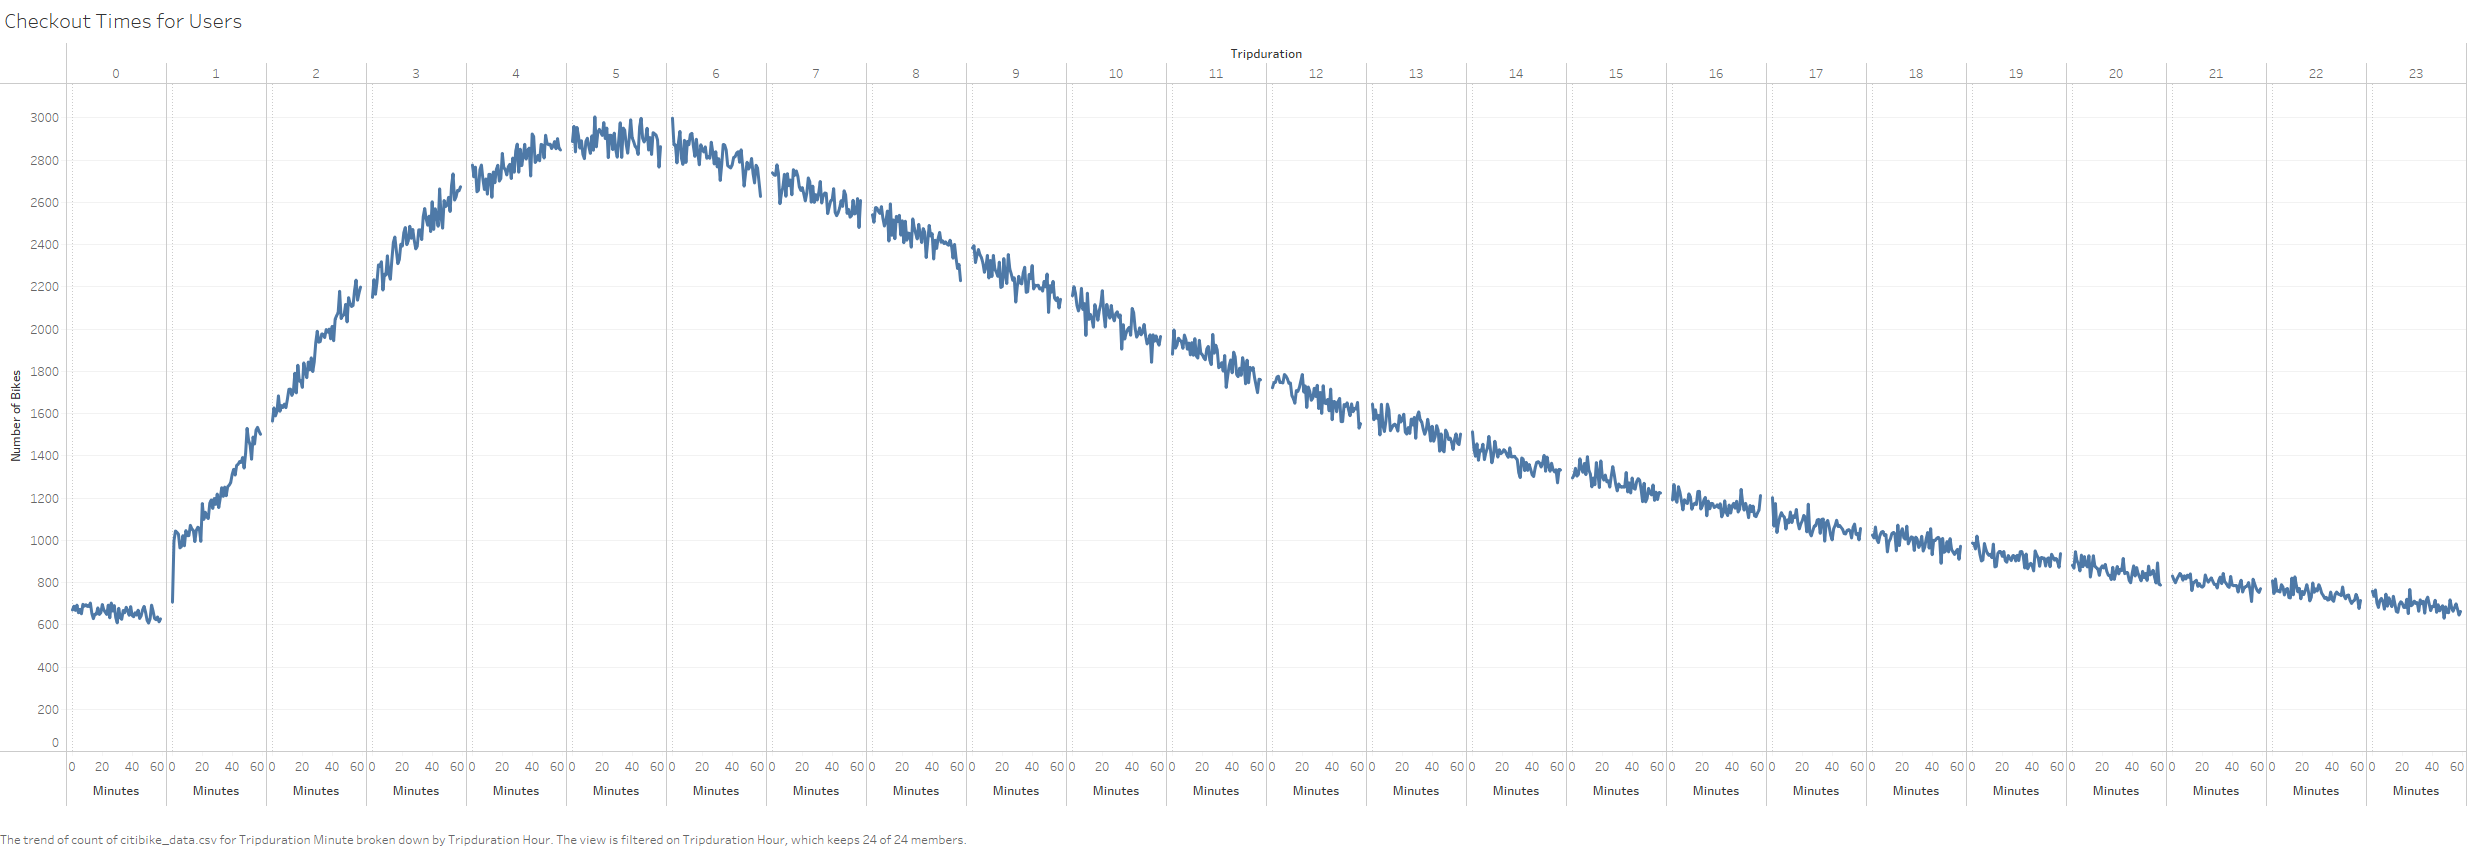 Checkout Times for Users
Tripduration
0 1 2 3 4 5 6 7 8 9 10 11 12 13 14 15 16 17 18 19 20 21 22 23
Number of Bikes
3000
2800
2600
2400
2200
2000
1800
1600
1400
1200
1000
800
600
400
200
0
0 20 40 60 0 20 40 60 0 20 40 60 0 20 40 60 0 20 40 60 0 20 40 60 0 20 40 60 0 20 40 60 0 20 40 60 0 20 40 60 0 20 40 60 0 20 40 60 0 20 40 60 0 20 40 60 0 20 40 60 0 20 40 60 0 20 40 60 0 20 40 60 0 20 40 60 0 20 40 60 0 20 40 60 0 20 40 60 0 20 40 60 0 20 40 60
Minutes Minutes Minutes Minutes Minutes Minutes Minutes Minutes Minutes Minutes Minutes Minutes Minutes Minutes Minutes Minutes Minutes Minutes Minutes Minutes Minutes Minutes Minutes Minutes
The trend of count of citibike_data.csv for Tripduration Minute broken down by Tripduration Hour. The view is filtered on Tripduration Hour, which keeps 24 of 24 members.